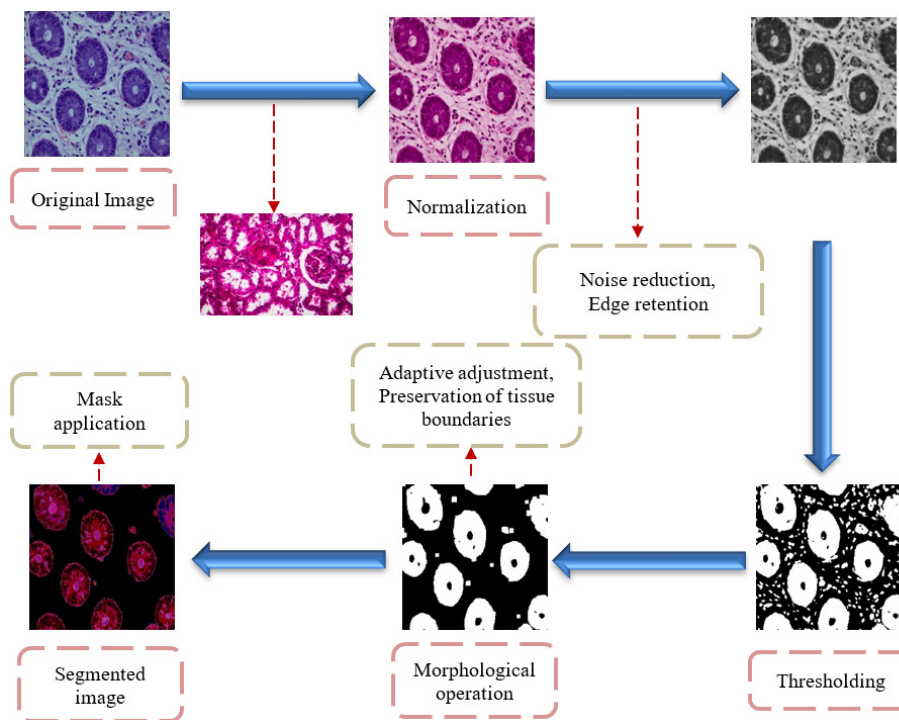 Original Image
Normalization
Noise reduction,
Edge retention
Mask
application
Adaptive adjustment,
Preservation of tissue
boundaries
Segmented
image
Morphological
operation
Thresholding